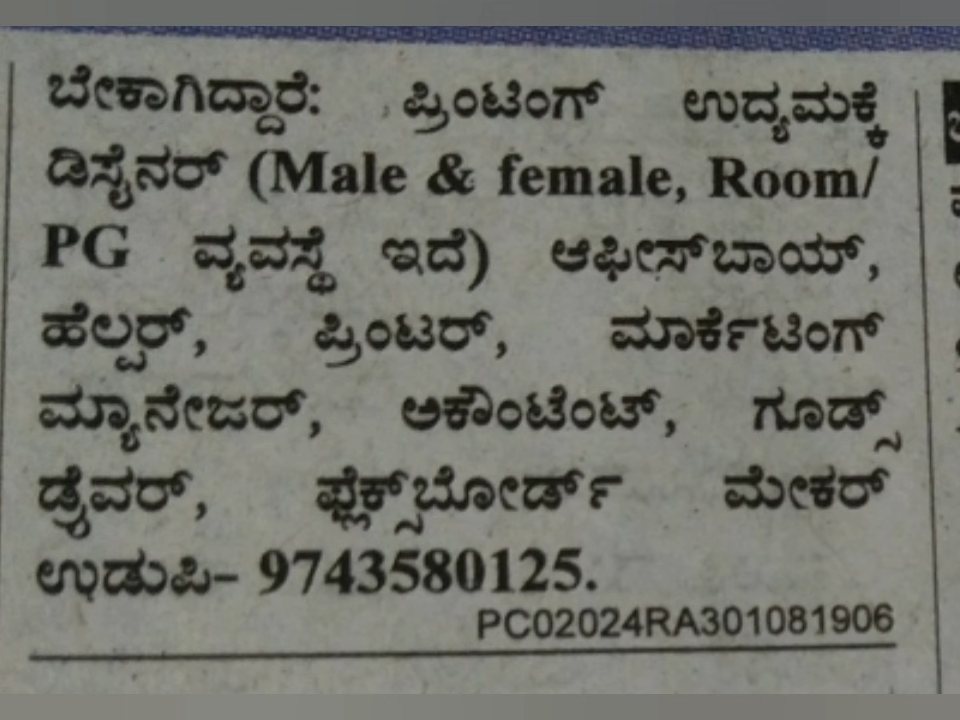 ಬೇಕಾಗಿದ್ದಾರೆ: ಪ್ರಿಂಟಿಂಗ್ ಉದ್ಯಮಕ್ಕೆ
ಡಿಸೈನರ್ (Male & female, Room/
PG ವ್ಯವಸ್ಥೆ ಇದೆ) ಆಫೀಸ್‌ಬಾಯ್,
ಹೆಲ್ಪರ್, ಪ್ರಿಂಟರ್, ಮಾರ್ಕೆಟಿಂಗ್
ಮ್ಯಾನೇಜರ್, ಅಕೌಂಟೆಂಟ್, ಗೂಡ್ಸ್
ಡ್ರೈವರ್, ಫ್ಲೆಕ್ಸ್‌ಬೋರ್ಡ್ ಮೇಕರ್
ಉಡುಪಿ– 9743580125.
PC02024RA301081906